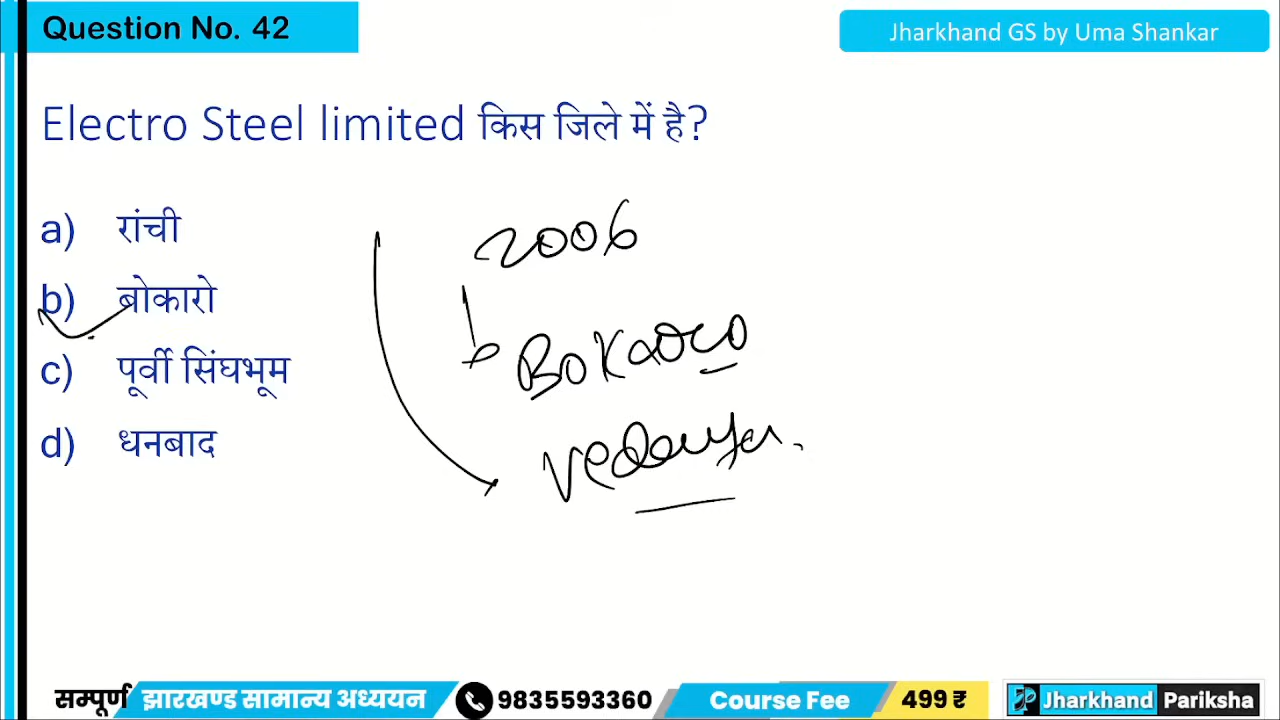 Question No. 42
Jharkhand GS by Uma Shankar
Electro Steel limited किस जिले में है?
a) रांची
b) बोकारो
c) पूर्वी सिंघभूम
d) धनबाद
2006
Bokaro
सम्पूर्ण झारखण्ड सामान्य अध्ययन 9835593360 Course Fee 499 ₹ JP Jharkhand Pariksha